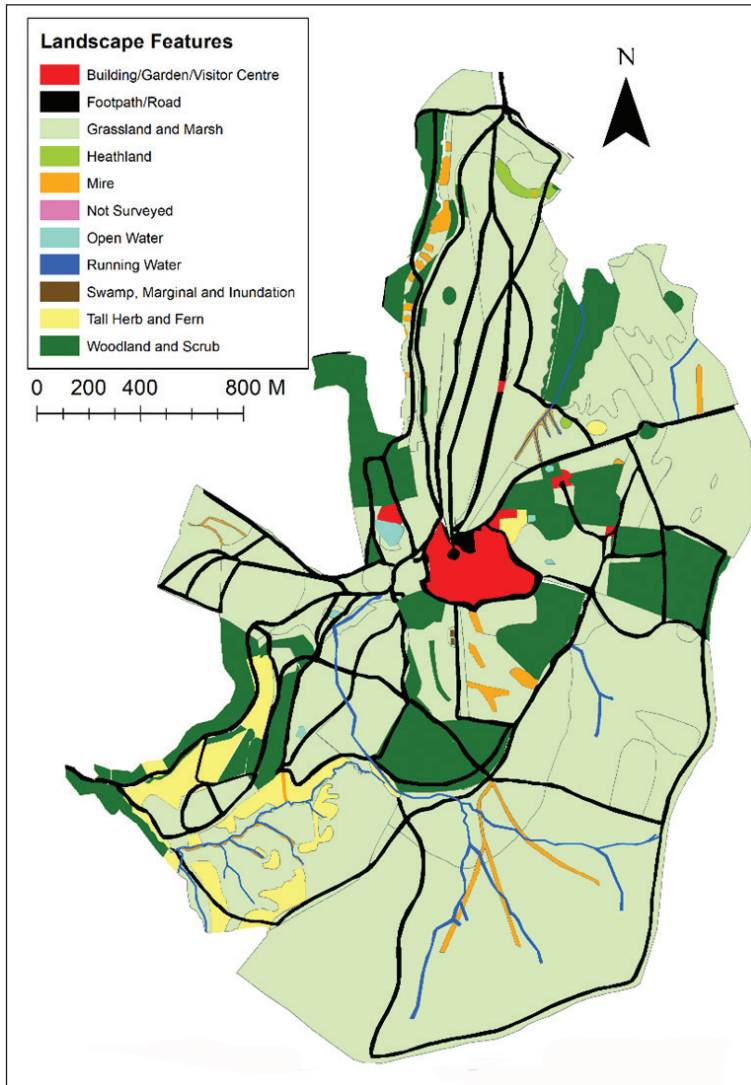 Landscape Features
Building/Garden/Visitor Centre
Footpath/Road
Grassland and Marsh
Heathland
Mire
Not Surveyed
Open Water
Running Water
Swamp, Marginal and Inundation
Tall Herb and Fern
Woodland and Scrub
0 200 400 800 M
N